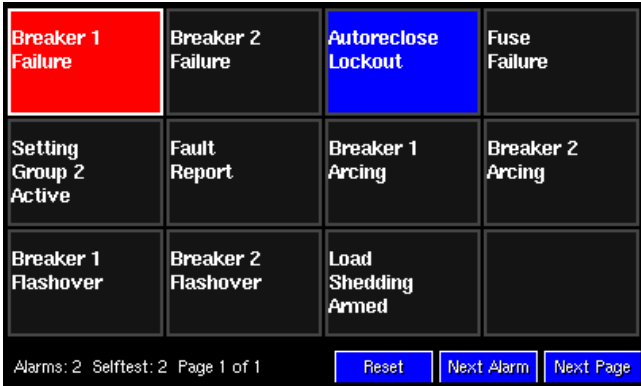 Breaker 1
Failure
Breaker 2
Failure
Autoreclose
Lockout
Fuse
Failure
Setting
Group 2
Active
Fault
Report
Breaker 1
Arcing
Breaker 2
Arcing
Breaker 1
Flashover
Breaker 2
Flashover
Load
Shedding
Armed
Alarms: 2 Selftest: 2 Page 1 of 1
Reset
Next Alarm
Next Page